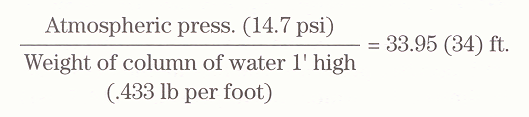 Atmospheric press. (14.7 psi)
Weight of column of water 1' high
(.433 lb per foot)
= 33.95 (34) ft.